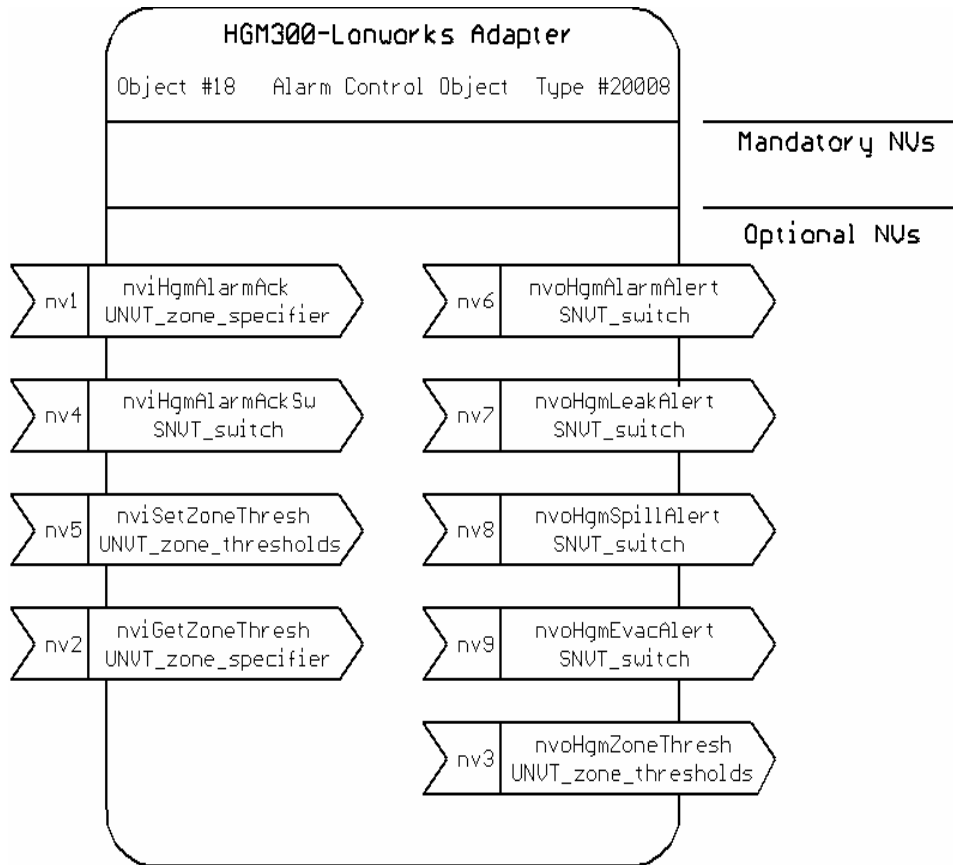 HGM300-Lonworks Adapter
Object #18 Alarm Control Object Type #20008
Mandatory NVs
Optional NVs
nv1
nviHgmAlarmAck
UNVT_zone_specifier
nv6
nvoHgmAlarmAlert
SNVT_switch
nv4
nviHgmAlarmAckSw
SNVT_switch
nv7
nvoHgmLeakAlert
SNVT_switch
nv5
nviSetZoneThresh
UNVT_zone_thresholds
nv8
nvoHgmSpillAlert
SNVT_switch
nv2
nviGetZoneThresh
UNVT_zone_specifier
nv9
nvoHgmEvacAlert
SNVT_switch
nv3
nvoHgmZoneThresh
UNVT_zone_thresholds